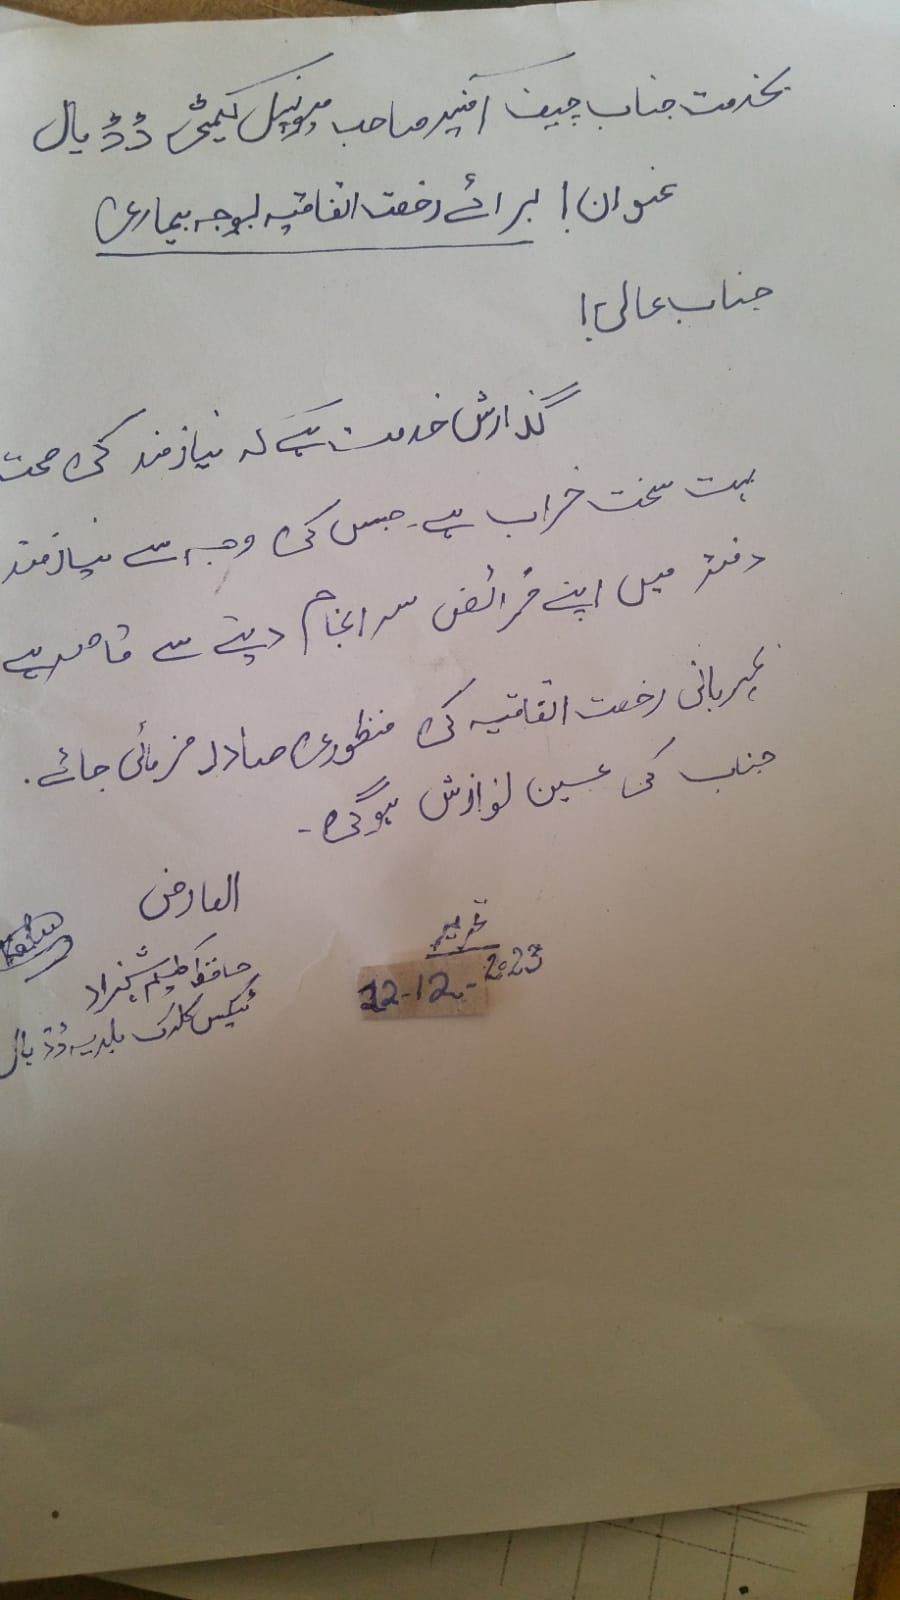 بخدمت جناب چیف آفیسر صاحب میونسپل کمیٹی ڈڈیال
عنوان! برائے رخصت اتفاقیہ بوجہ بیماری
جناب عالی!
گذارش خدمت ہے کہ نیازمند کی صحت
بہت سخت خراب ہے۔ جس کی وجہ سے نیازمند
دفتر میں اپنے فرائض سرانجام دینے سے قاصر ہے
مہربانی رخصت اتفاقیہ کی منظوری صادر فرمائی جائے۔
جناب کی عین نوازش ہوگی۔
العارض
تحریر
22-12-2023
حافظ شہزاد
ٹیکس کلرک بلدیہ ڈڈیال